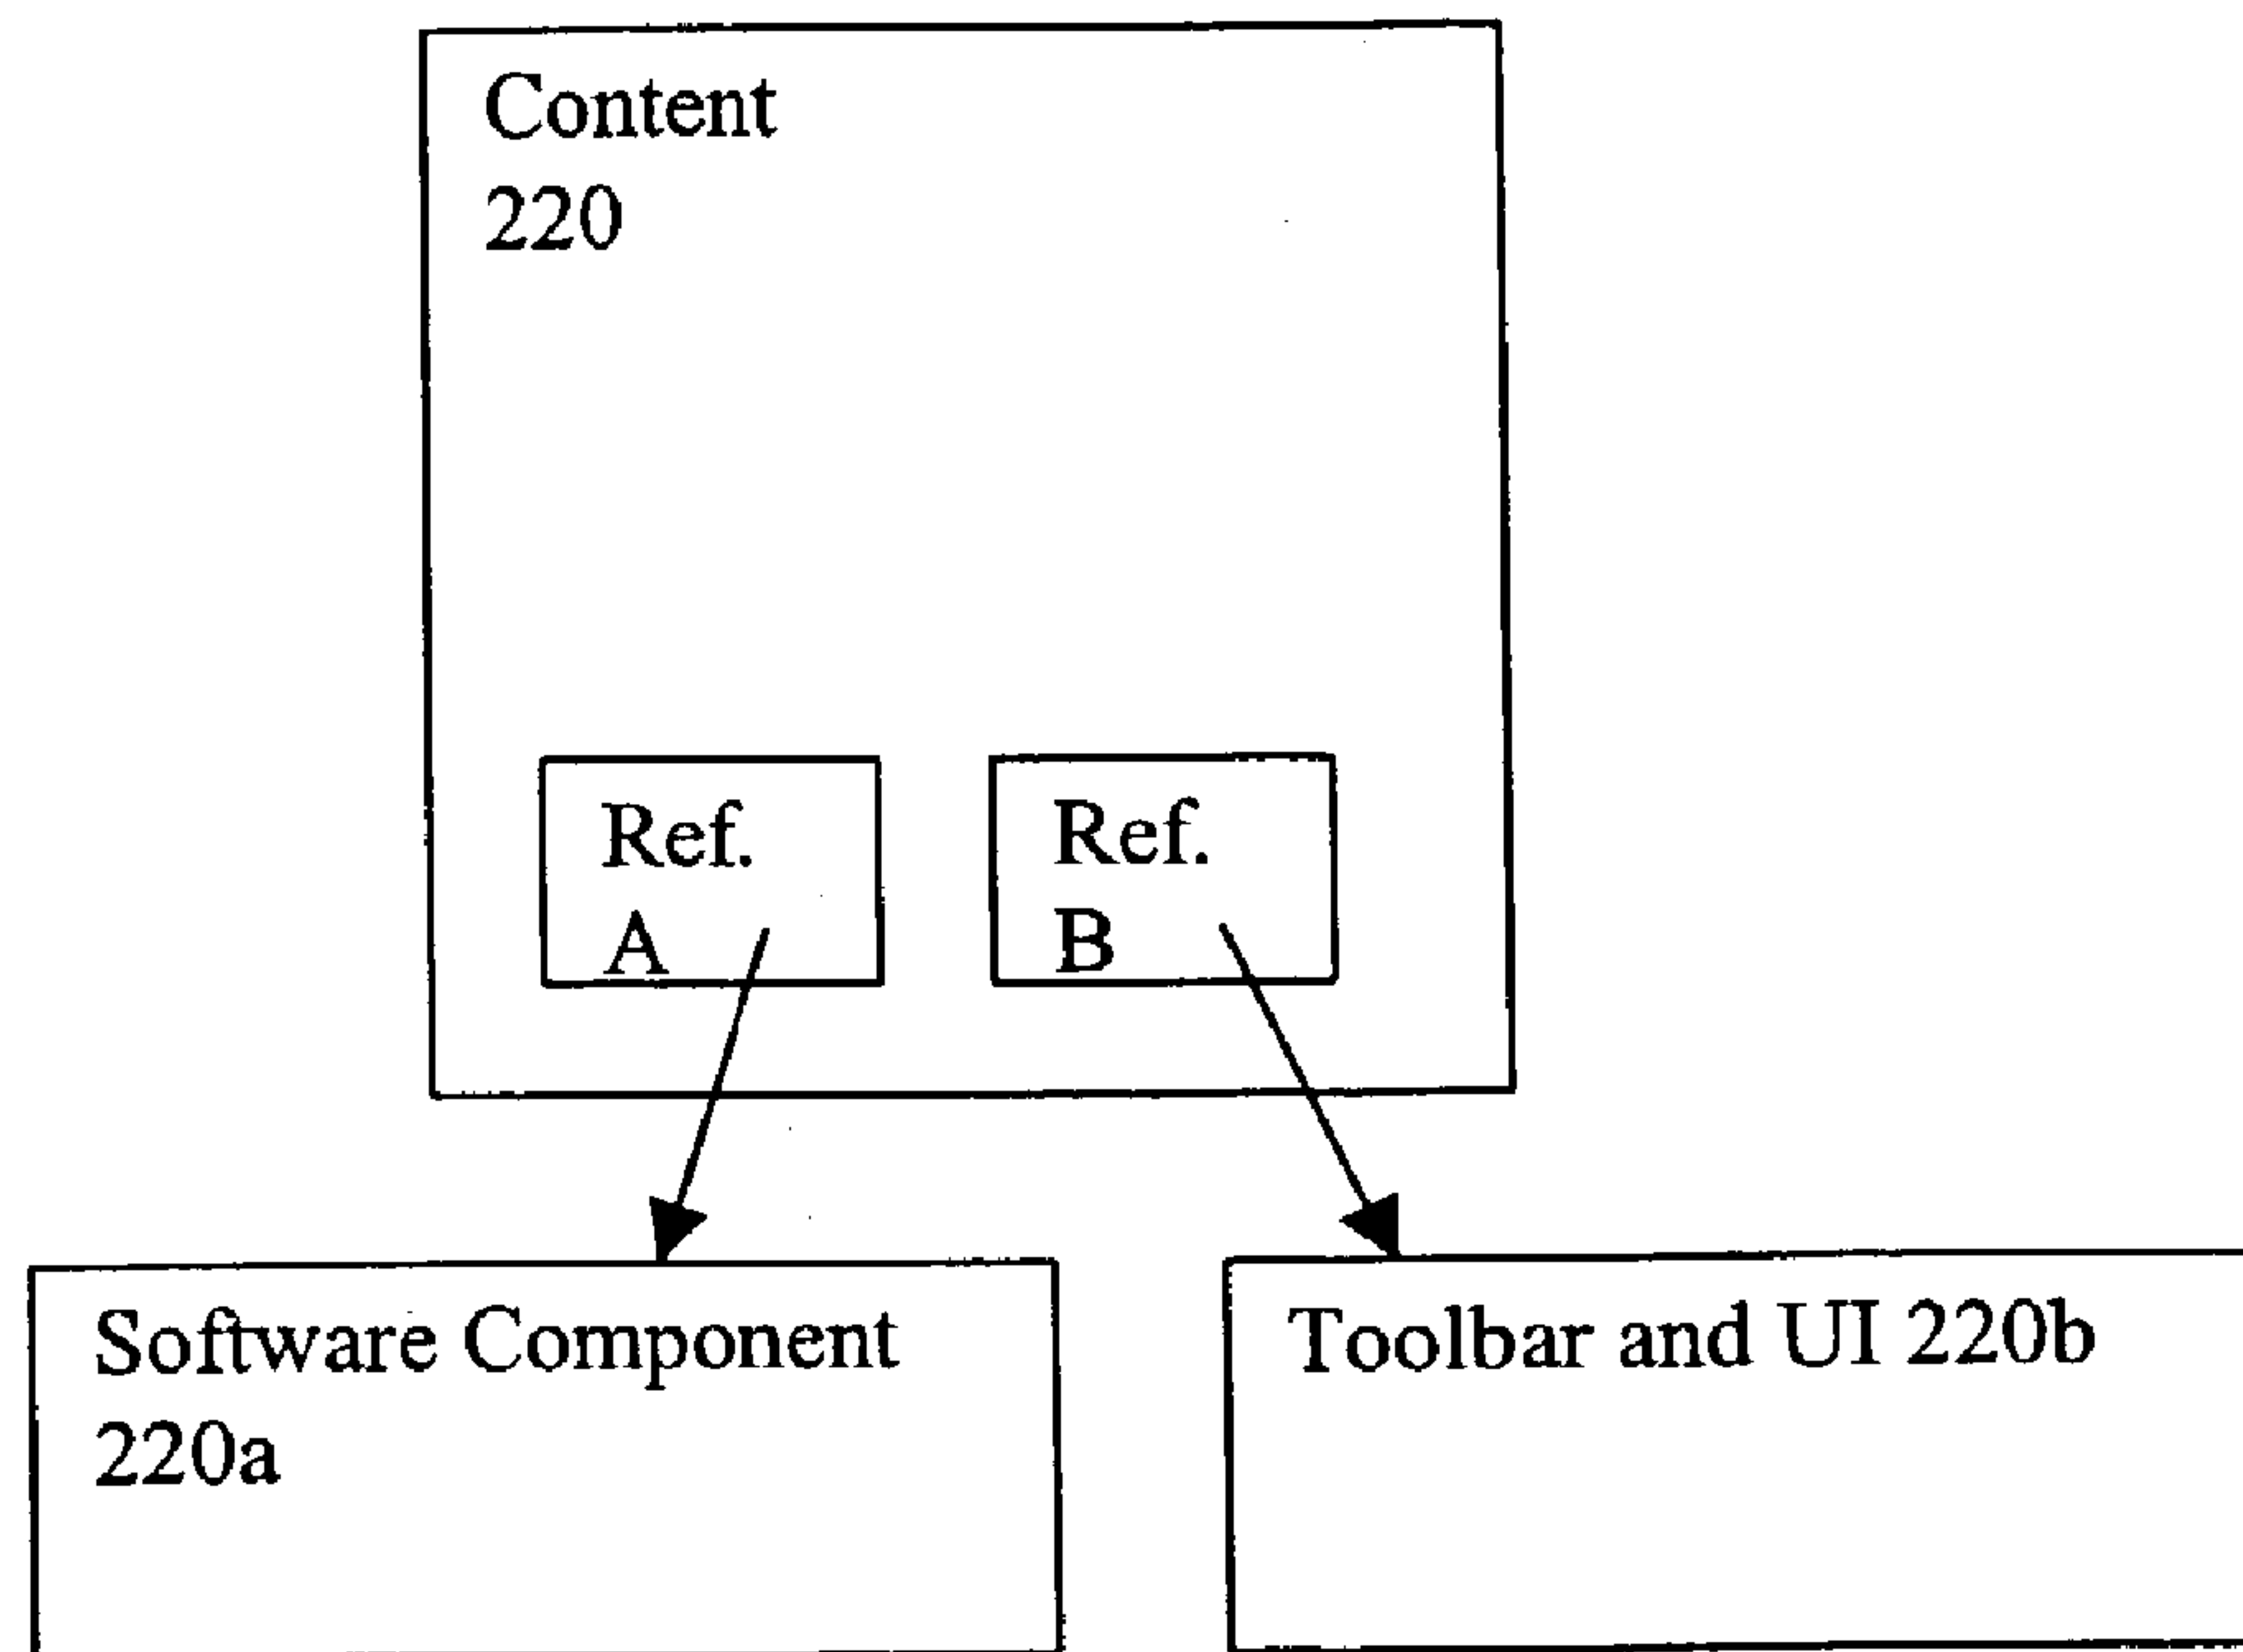 Content
220
Ref.
A
Ref.
B
Software Component
220a
Toolbar and UI 220b